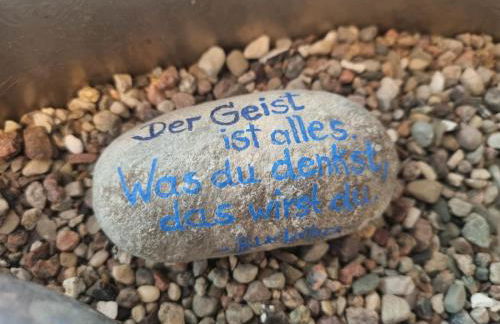 Der Geist
ist alles.
Was du denkst,
das wirst du.